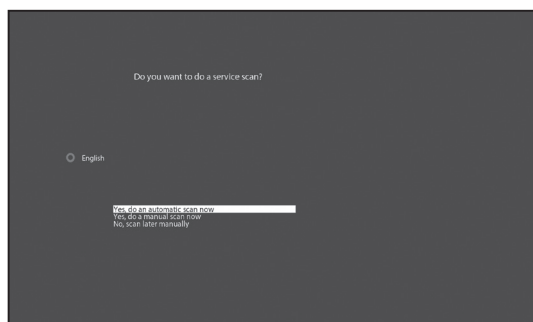 Do you want to do a service scan?
English
Yes, do an automatic scan now
Yes, do a manual scan now
No, scan later manually